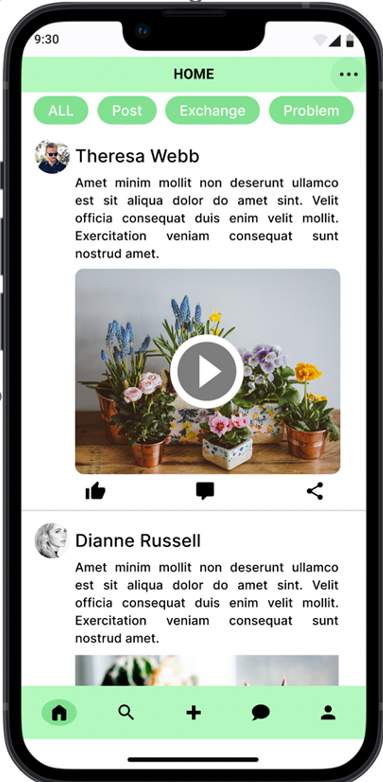 9:30
HOME
ALL Post Exchange Problem
Theresa Webb
Amet minim mollit non deserunt ullamco
est sit aliqua dolor do amet sint. Velit
officia consequat duis enim velit mollit.
Exercitation veniam consequat sunt
nostrud amet.
Dianne Russell
Amet minim mollit non deserunt ullamco
est sit aliqua dolor do amet sint. Velit
officia consequat duis enim velit mollit.
Exercitation veniam consequat sunt
nostrud amet.